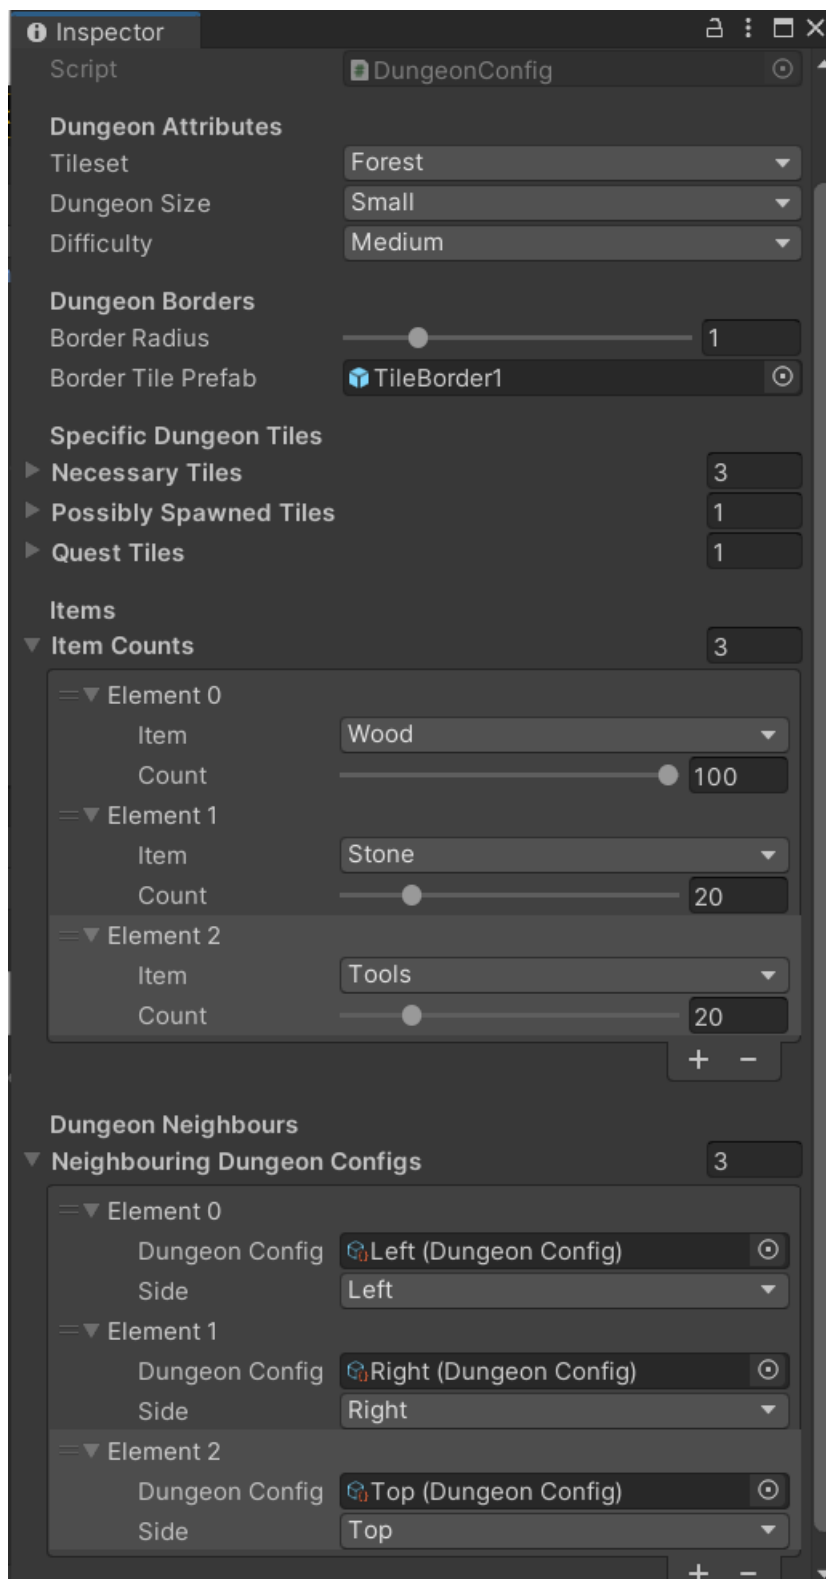 Inspector
Script DungeonConfig
Dungeon Attributes
Tileset Forest
Dungeon Size Small
Difficulty Medium
Dungeon Borders
Border Radius 1
Border Tile Prefab TileBorder1
Specific Dungeon Tiles
Necessary Tiles 3
Possibly Spawned Tiles 1
Quest Tiles 1
Items
Item Counts 3
Element 0
Item Wood
Count 100
Element 1
Item Stone
Count 20
Element 2
Item Tools
Count 20
+ −
Dungeon Neighbours
Neighbouring Dungeon Configs 3
Element 0
Dungeon Config Left (Dungeon Config)
Side Left
Element 1
Dungeon Config Right (Dungeon Config)
Side Right
Element 2
Dungeon Config Top (Dungeon Config)
Side Top
+ −